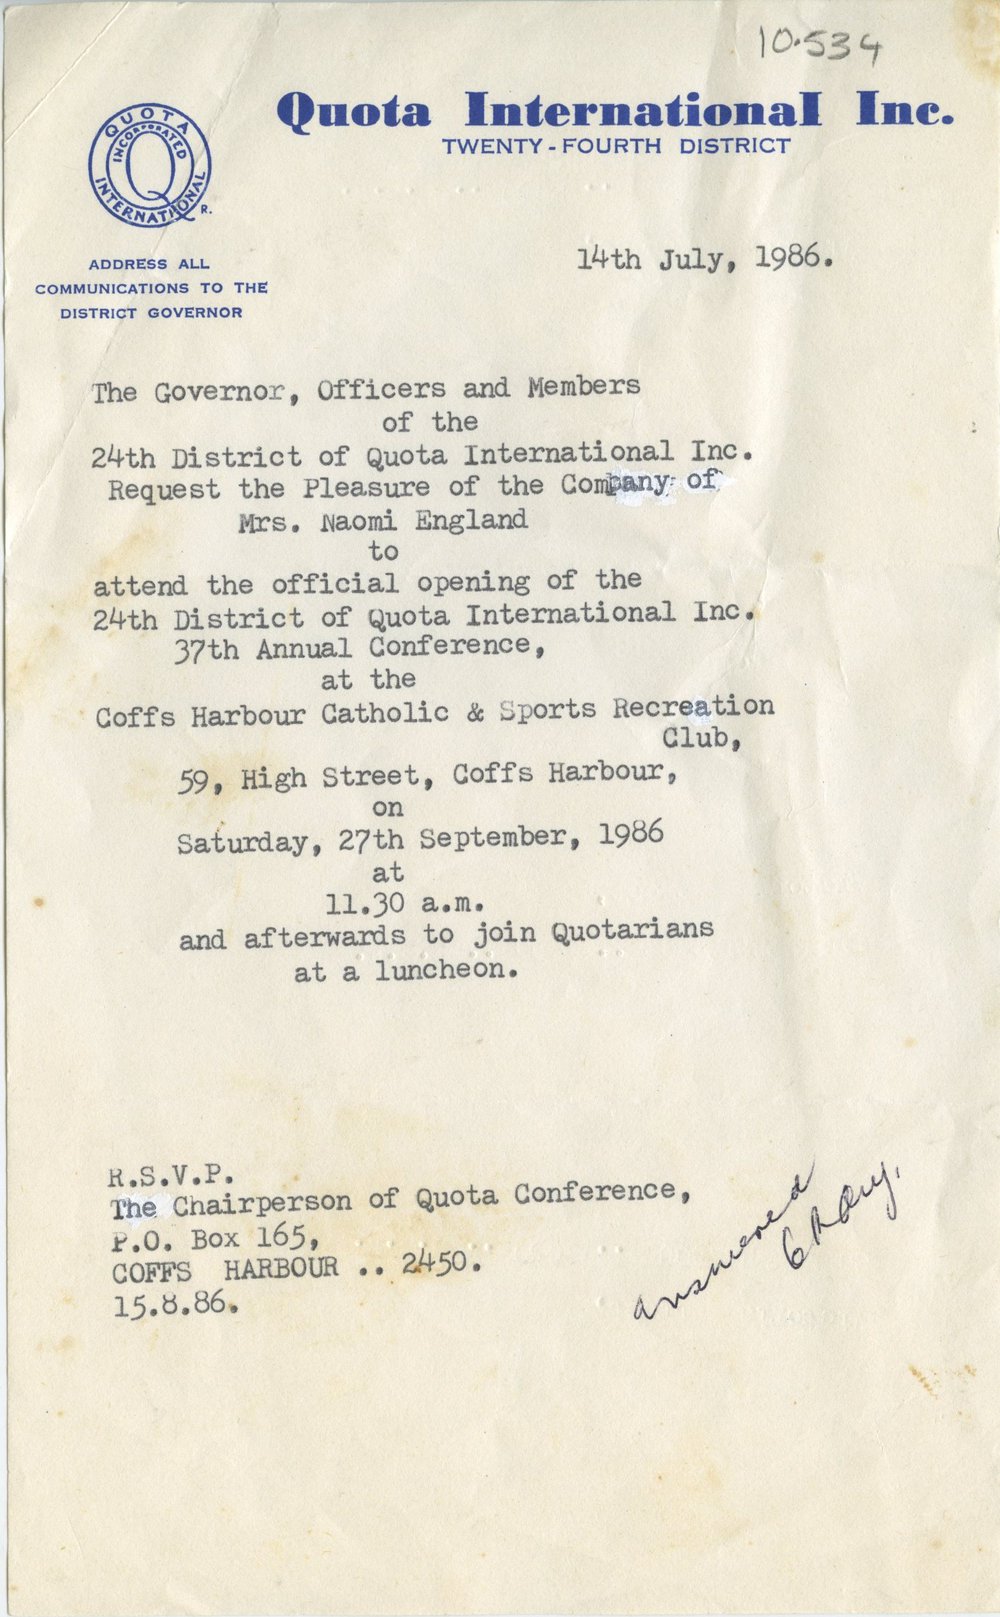 10.534
Quota International Inc.
TWENTY-FOURTH DISTRICT
QUOTA
INCORPORATED
Q
INTERNATIONAL
R.
ADDRESS ALL
COMMUNICATIONS TO THE
DISTRICT GOVERNOR
14th July, 1986.
The Governor, Officers and Members
of the
24th District of Quota International Inc.
Request the Pleasure of the Company of
Mrs. Naomi England
to
attend the official opening of the
24th District of Quota International Inc.
37th Annual Conference,
at the
Coffs Harbour Catholic & Sports Recreation
Club,
59, High Street, Coffs Harbour,
on
Saturday, 27th September, 1986
at
11.30 a.m.
and afterwards to join Quotarians
at a luncheon.
R.S.V.P.
The Chairperson of Quota Conference,
P.O. Box 165,
COFFS HARBOUR .. 2450.
15.8.86.
answered